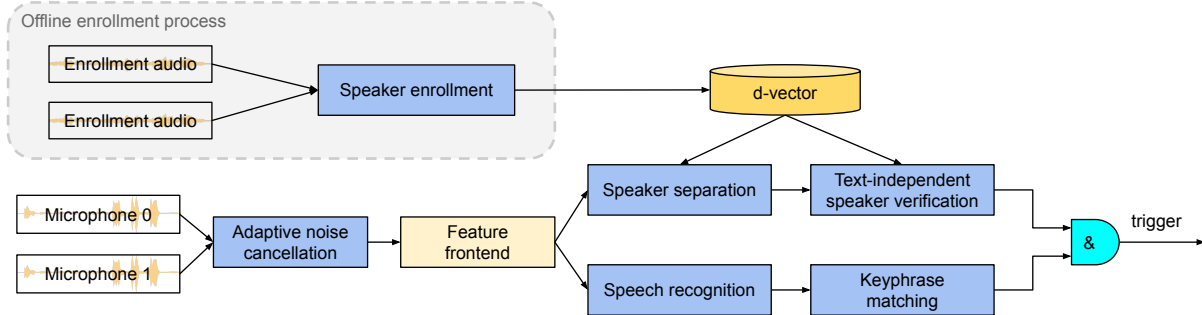 Offline enrollment process
Enrollment audio
Enrollment audio
Speaker enrollment
d-vector
Microphone 0
Microphone 1
Adaptive noise
cancellation
Feature
frontend
Speaker separation
Text-independent
speaker verification
Speech recognition
Keyphrase
matching
&
trigger